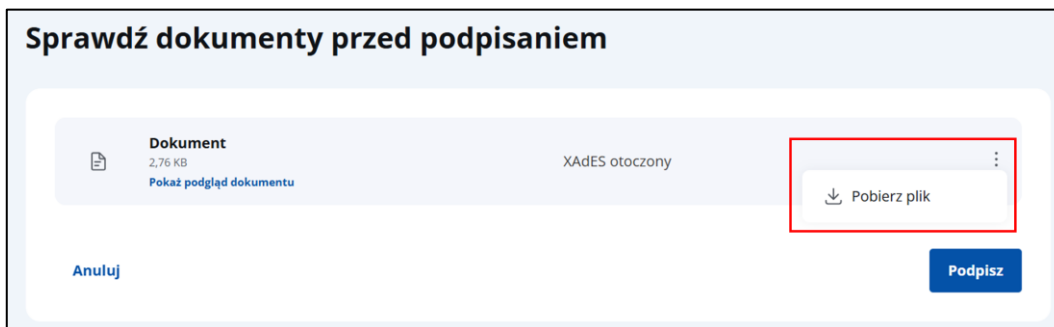 Sprawdź dokumenty przed podpisaniem
Dokument
2,76 KB
Pokaż podgląd dokumentu
XAdES otoczony
Pobierz plik
Anuluj
Podpisz